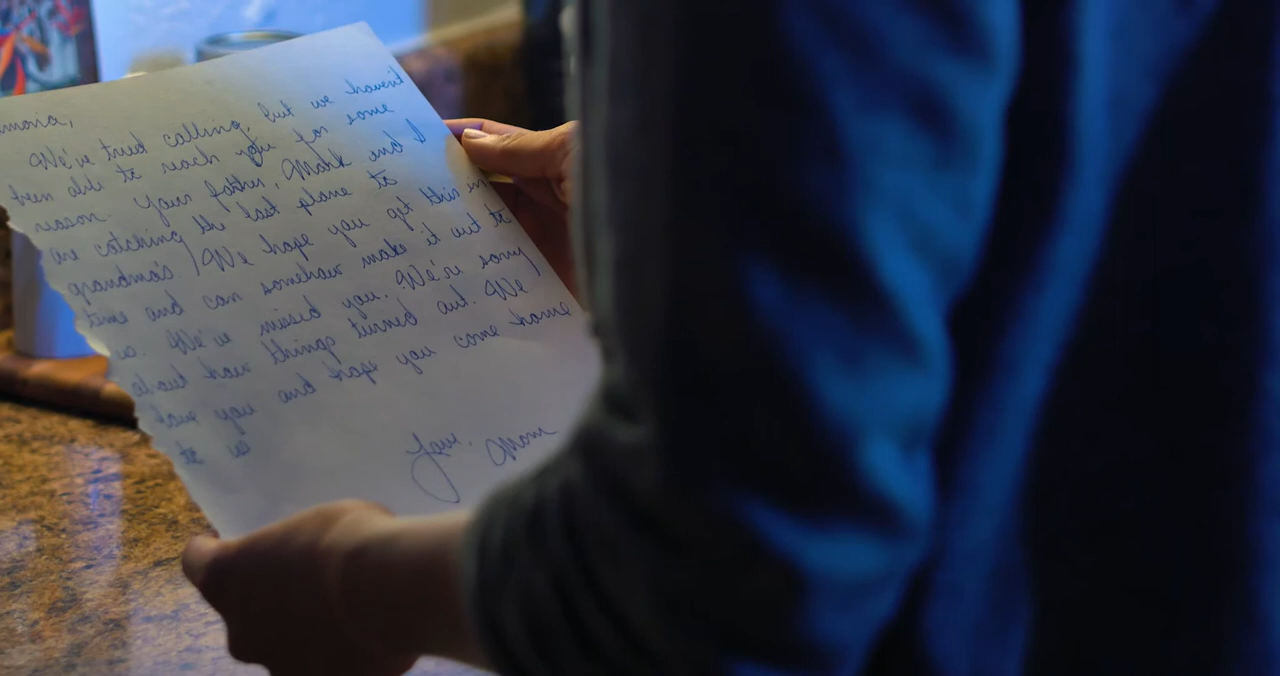 amora,
We've tried calling, but we haven't
been able to reach you for some
reason. Your father, Mark and I
are catching the last plane to
grandma's. We hope you get this in
time and can somehow make it out to
us. We've missed you. We're sorry
about how things turned out. We
love you and hope you come home
to us
Love, Mom